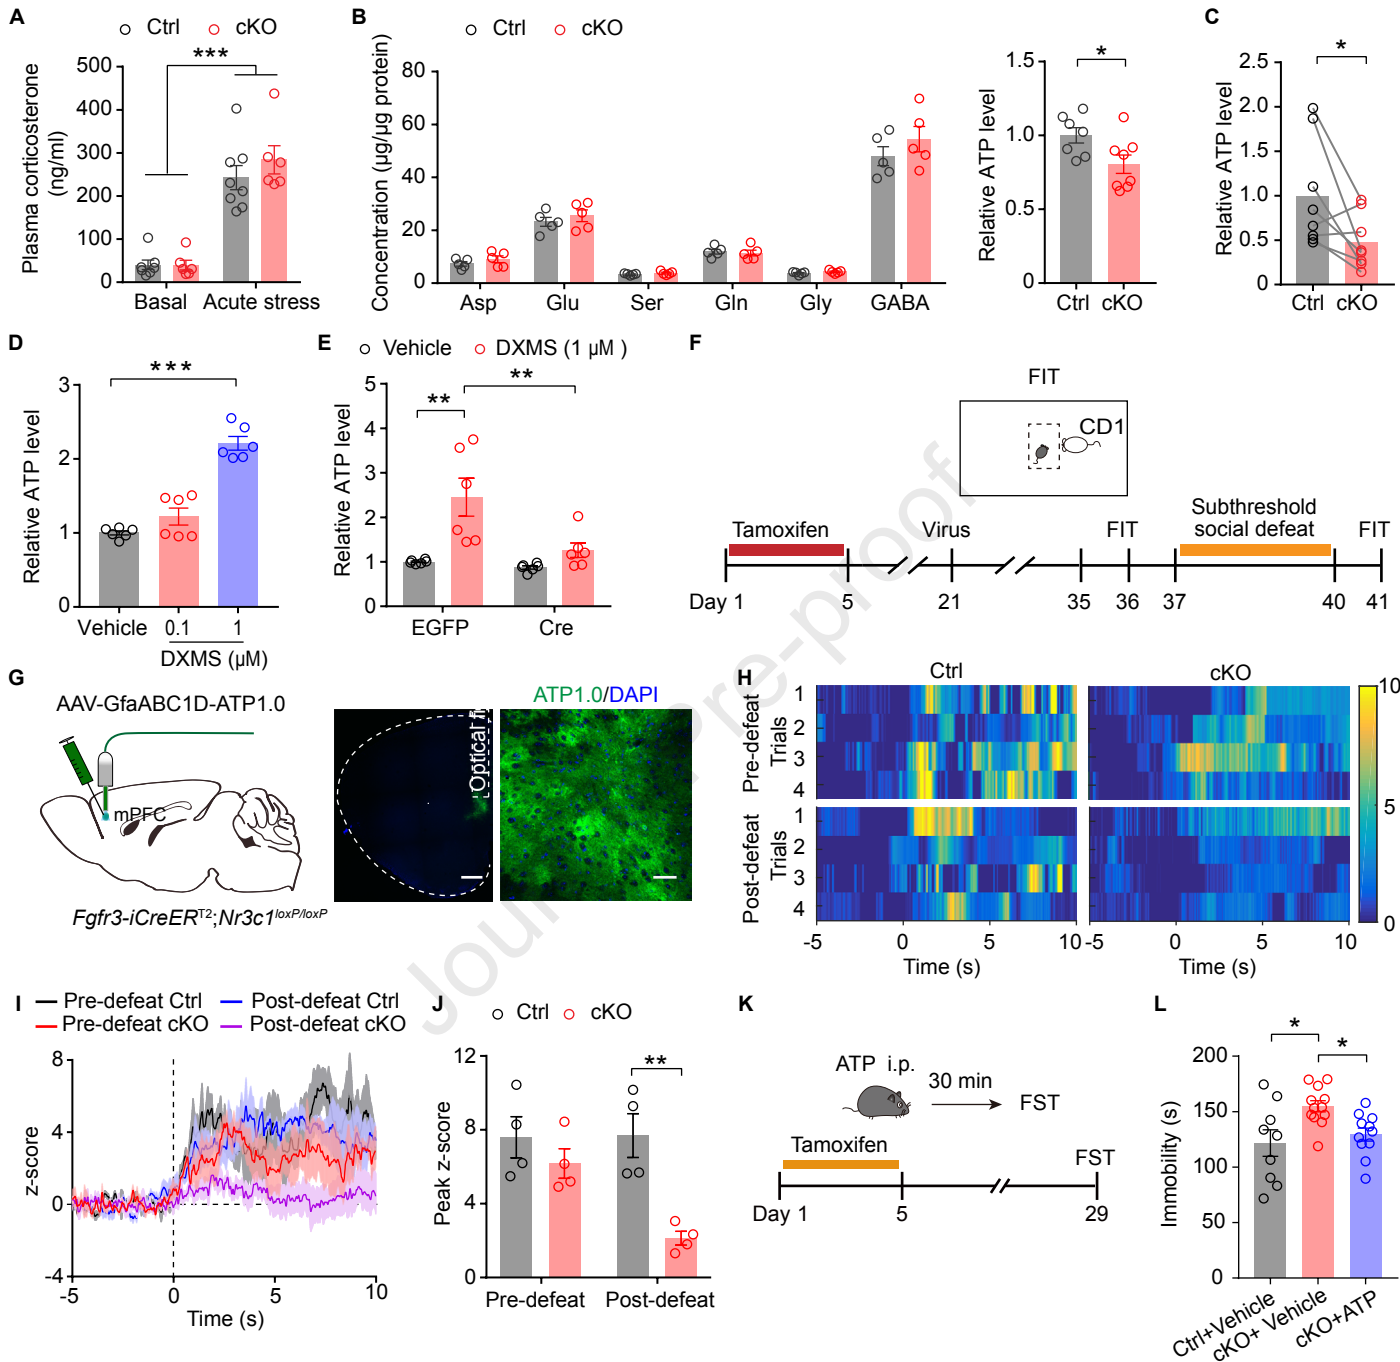 A
Ctrl
cKO
***
Plasma corticosterone
(ng/ml)
500
400
300
200
100
0
Basal
Acute stress
B
Ctrl
cKO
Concentration (µg/µg protein)
80
60
40
20
0
Asp
Glu
Ser
Gln
Gly
GABA
Relative ATP level
1.5
1.0
0.5
0
*
Ctrl
cKO
C
Relative ATP level
2.5
2.0
1.5
1.0
0.5
0
*
Ctrl
cKO
D
***
Relative ATP level
3
2
1
0
Vehicle
0.1
1
DXMS (µM)
E
Vehicle
DXMS (1 µM )
**
**
Relative ATP level
5
4
3
2
1
0
EGFP
Cre
F
FIT
CD1
Tamoxifen
Virus
FIT
Subthreshold
social defeat
FIT
Day 1
5
21
35
36
37
40
41
G
AAV-GfaABC1D-ATP1.0
mPFC
Fgfr3-iCreER^T2;Nr3c1^loxP/loxP
Optical fi
ATP1.0/DAPI
H
Ctrl
cKO
Pre-defeat
Trials
1
2
3
4
Post-defeat
Trials
1
2
3
4
-5
0
5
10
Time (s)
-5
0
5
10
Time (s)
10
5
0
I
Pre-defeat Ctrl
Post-defeat Ctrl
Pre-defeat cKO
Post-defeat cKO
z-score
8
4
0
-4
-5
0
5
10
Time (s)
J
Ctrl
cKO
Peak z-score
12
8
4
0
**
Pre-defeat
Post-defeat
K
ATP i.p.
30 min
FST
Tamoxifen
FST
Day 1
5
29
L
*
*
Immobility (s)
200
150
100
50
0
Ctrl+Vehicle
cKO+ Vehicle
cKO+ATP
Journal Pre-proof